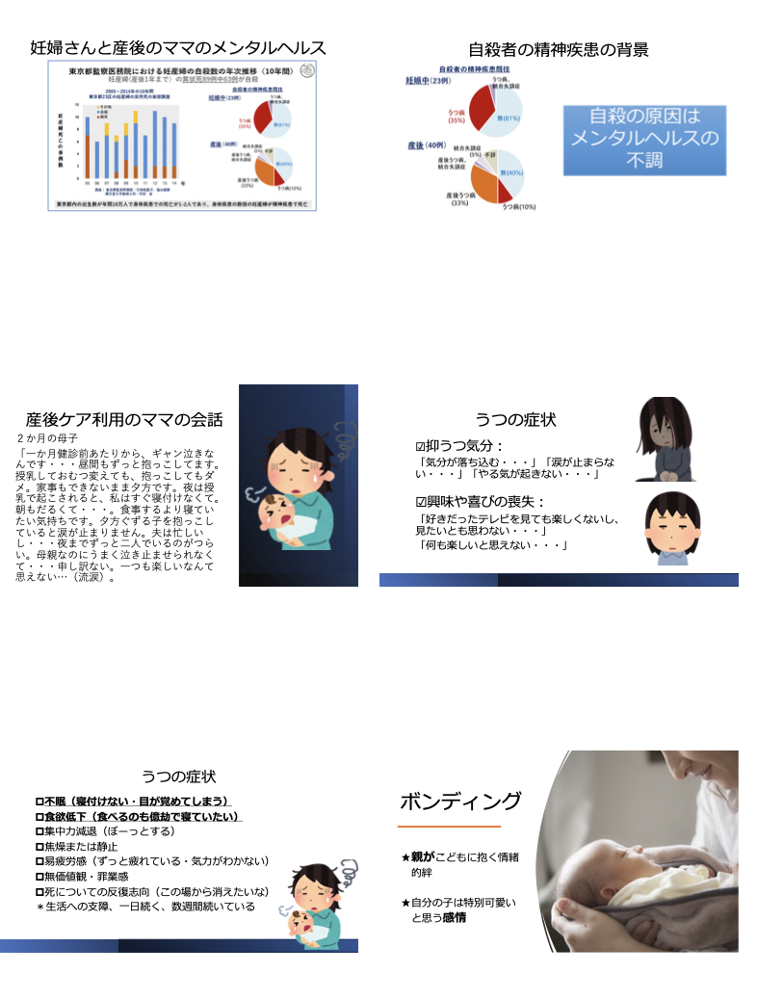 妊婦さんと産後のママのメンタルヘルス
東京都監察医務院における妊産婦の自殺数の年次推移（10年間）
妊産婦(産後1年まで）の異状死89例中63例が自殺
2005〜2014年の10年間
東京都23区の妊産婦の突然死の実態調査
妊産婦死亡の事例数
その他
自殺
病死
12
10
8
6
4
2
0
05 06 07 08 09 10 11 12 13 14 年
自殺者の精神疾患既往
妊娠中（23例）
うつ病、
統合失調症
うつ病
(35%)
無(61%)
産後（40例）
統合失調症
(5%)
不詳
産後うつ病、
統合失調症
無(40%)
産後うつ病
(33%)
うつ病(10%)
東京都内の出生数が年間10万人で身体疾患での死亡が1-2人であり、身体疾患の数倍の妊産婦が精神疾患で死亡
自殺者の精神疾患の背景
自殺者の精神疾患既往
妊娠中（23例）
うつ病、
統合失調症
うつ病
(35%)
無(61%)
産後（40例）
統合失調症
(5%)
不詳
産後うつ病、
統合失調症
無(40%)
産後うつ病
(33%)
うつ病(10%)
自殺の原因は
メンタルヘルスの
不調
産後ケア利用のママの会話
２か月の母子
「一か月健診前あたりから、ギャン泣きな
んです・・・昼間もずっと抱っこしてます。
授乳しておむつ変えても、抱っこしてもダ
メ。家事もできないまま夕方です。夜は授
乳で起こされると、私はすぐ寝付けなくて。
朝もだるくて・・・。食事するより寝てい
たい気持ちです。夕方ぐずる子を抱っこし
ていると涙が止まりません。夫は忙しい
し・・・夜までずっと二人でいるのがつら
い。母親なのにうまく泣き止ませられなく
て・・・申し訳ない。一つも楽しいなんて
思えない…（流涙）。
うつの症状
☑抑うつ気分：
「気分が落ち込む・・・」「涙が止まらな
い・・・」「やる気が起きない・・・」
☑興味や喜びの喪失：
「好きだったテレビを見ても楽しくないし、
見たいとも思わない・・・」
「何も楽しいと思えない・・・」
うつの症状
□不眠（寝付けない・目が覚めてしまう）
□食欲低下（食べるのも億劫で寝ていたい）
□集中力減退（ぼーっとする）
□焦燥または静止
□易疲労感（ずっと疲れている・気力がわかない）
□無価値観・罪業感
□死についての反復志向（この場から消えたいな）
＊生活への支障、一日続く、数週間続いている
ボンディング
★親がこどもに抱く情緒
的絆
★自分の子は特別可愛い
と思う感情